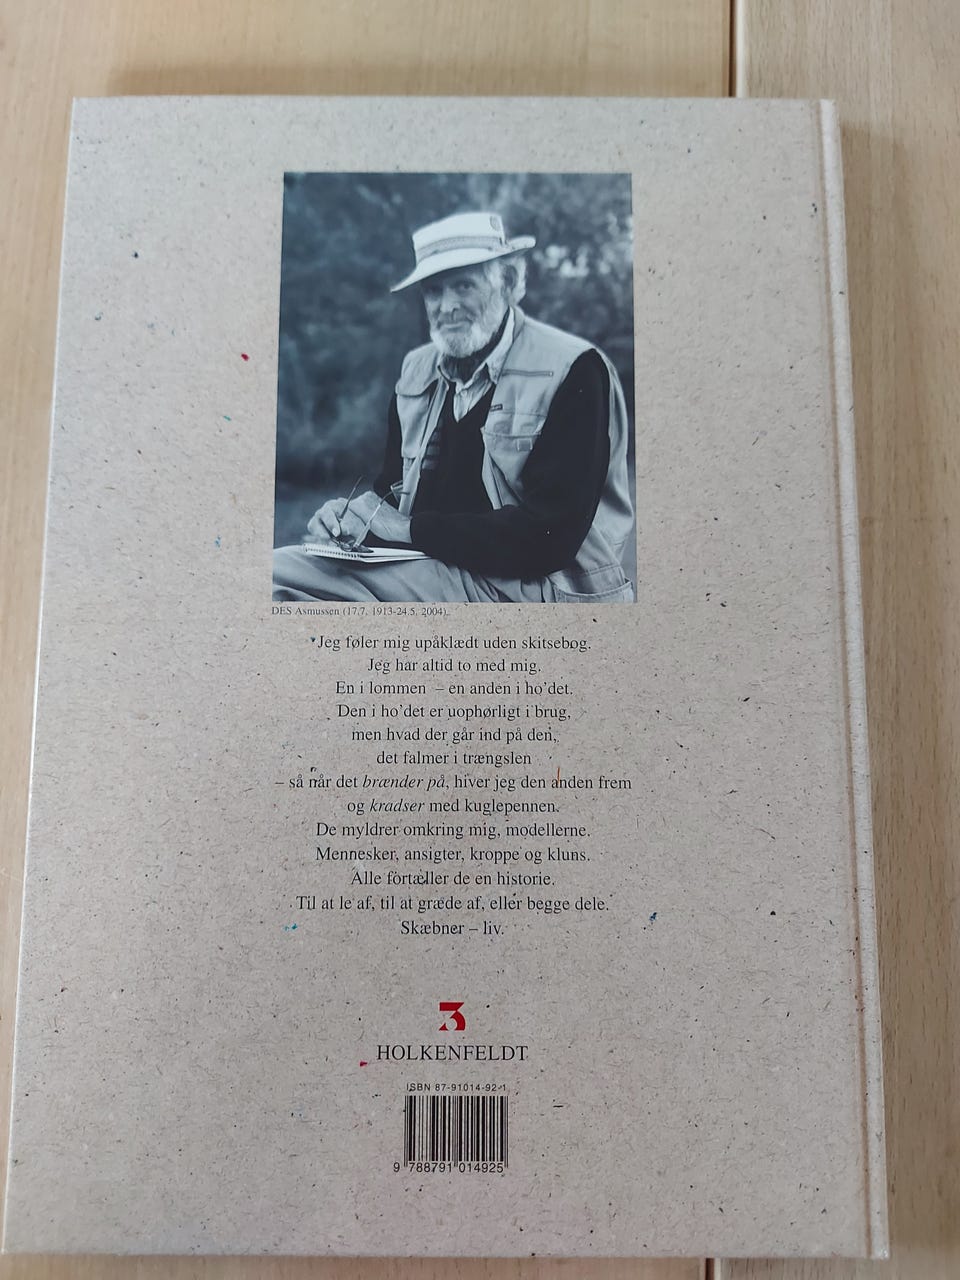 DES Asmussen (17.7. 1913-24.5. 2004).
"Jeg føler mig upåklædt uden skitsebog.
Jeg har altid to med mig.
En i lommen – en anden i ho'det.
Den i ho'det er uophørligt i brug,
men hvad der går ind på den,
det falmer i trængslen
– så når det brænder på, hiver jeg den anden frem
og kradser med kuglepennen.
De myldrer omkring mig, modellerne.
Mennesker, ansigter, kroppe og kluns.
Alle fortæller de en historie.
Til at le af, til at græde af, eller begge dele.
Skæbner – liv.
3
HOLKENFELDT
ISBN 87-91014-92-1
9 788791 014925